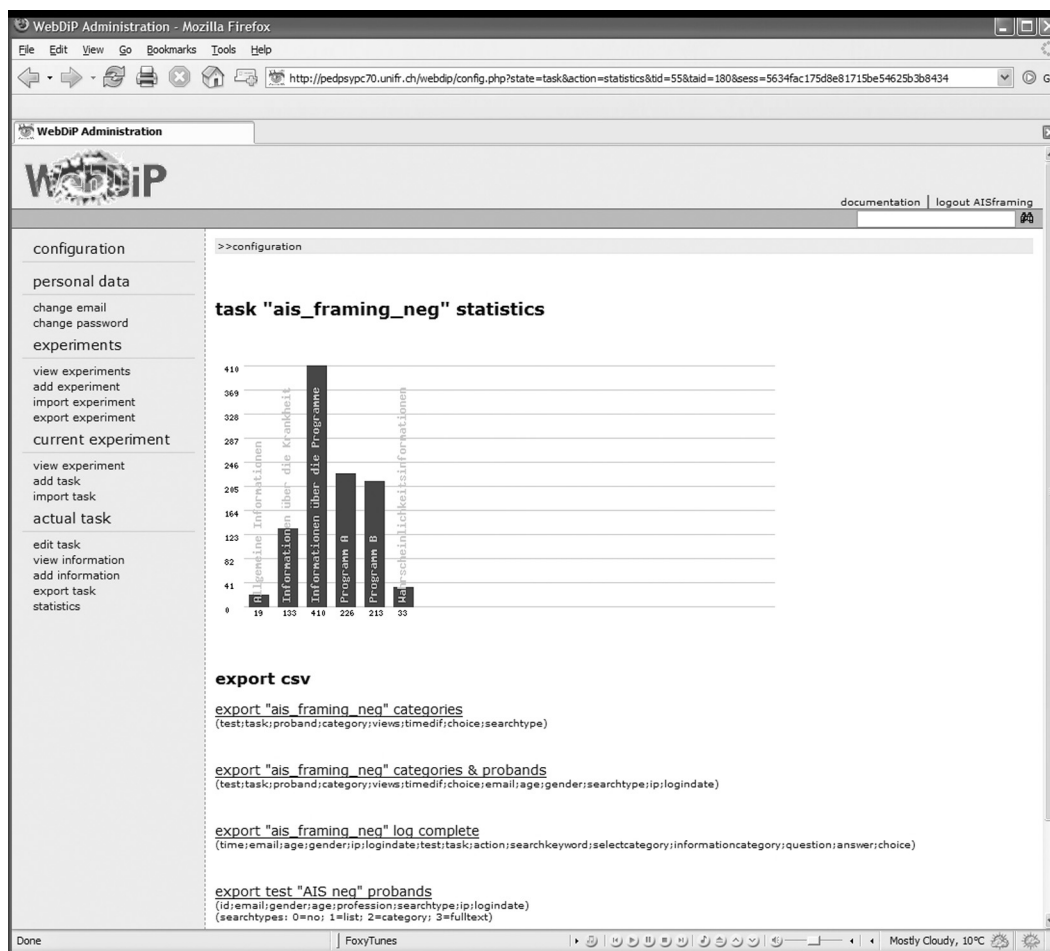 WebDiP Administration - Mozilla Firefox
File Edit View Go Bookmarks Tools Help
http://pedpsypc70.unifr.ch/webdip/config.php?state=task&action=statistics&tid=55&taid=180&sess=5634fac175d8e81715be54625b3b8434 G
WebDiP Administration
WebDiP
documentation | logout AISframing
configuration
personal data
change email
change password
experiments
view experiments
add experiment
import experiment
export experiment
current experiment
view experiment
add task
import task
actual task
edit task
view information
add information
export task
statistics
>>configuration
task "ais_framing_neg" statistics
410
369
328
287
246
205
164
123
82
41
0
Allgemeine Informationen
Informationen über die Krankheit
Informationen über die Programme
Programm A
Programm B
Wahrscheinlichkeitsinformationen
19 133 410 226 213 33
export csv
export "ais_framing_neg" categories
(test;task;proband;category;views;timedif;choice;searchtype)
export "ais_framing_neg" categories & probands
(test;task;proband;category;views;timedif;choice;email;age;gender;searchtype;ip;logindate)
export "ais_framing_neg" log complete
(time;email;age;gender;ip;logindate;test;task;action;searchkeyword;selectcategory;informationcategory;question;answer;choice)
export test "AIS neg" probands
(id;email;gender;age;profession;searchtype;ip;logindate)
(searchtypes: 0=no; 1=list; 2=category; 3=fulltext)
Done FoxyTunes Mostly Cloudy, 10°C